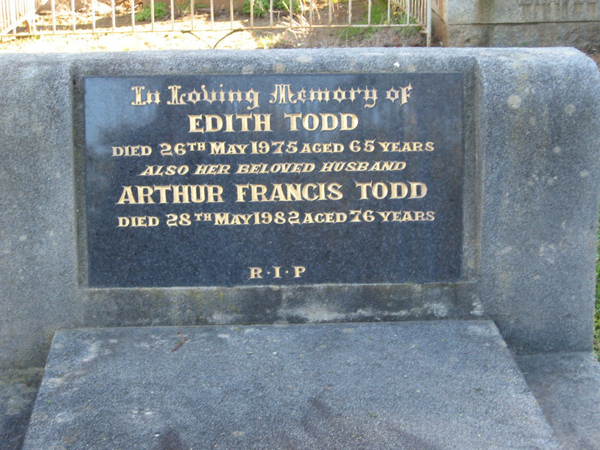 In Loving Memory of
EDITH TODD
DIED 26TH MAY 1975 AGED 65 YEARS
ALSO HER BELOVED HUSBAND
ARTHUR FRANCIS TODD
DIED 28TH MAY 1982 AGED 76 YEARS
R·I·P